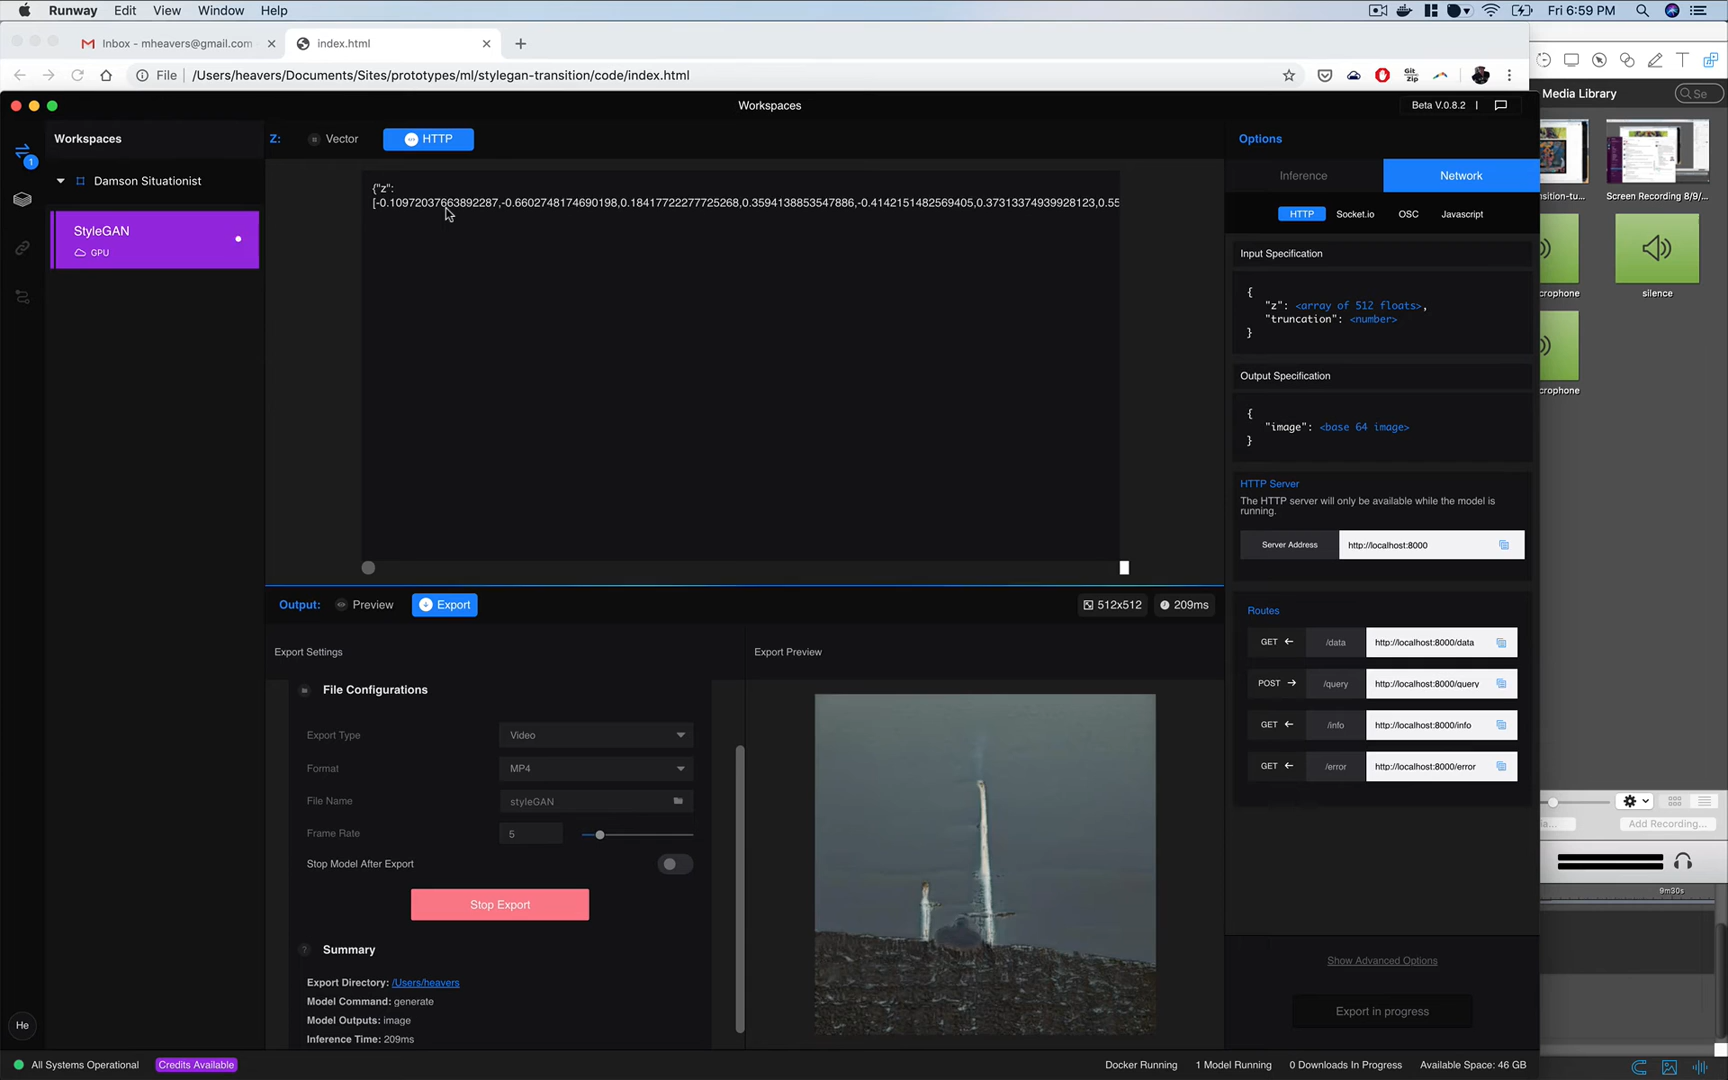 Runway Edit View Window Help
Fri 6:59 PM
Inbox - mheavers@gmail.com
index.html
File /Users/heavers/Documents/Sites/prototypes/ml/stylegan-transition/code/index.html
Workspaces
Beta V.0.8.2
Media Library
Se
Workspaces
Damson Situationist
StyleGAN
GPU
Z: Vector HTTP
{"z":
[-0.10972037663892287,-0.6602748174690198,0.18417722277725268,0.3594138853547886,-0.4142151482569405,0.37313374939928123,0.55
Options
Inference Network
HTTP Socket.io OSC Javascript
Input Specification
{
"z": <array of 512 floats>,
"truncation": <number>
}
Output Specification
{
"image": <base 64 image>
}
HTTP Server
The HTTP server will only be available while the model is
running.
Server Address http://localhost:8000
Routes
GET /data http://localhost:8000/data
POST /query http://localhost:8000/query
GET /info http://localhost:8000/info
GET /error http://localhost:8000/error
Show Advanced Options
Export in progress
Output: Preview Export
512x512 209ms
Export Settings
File Configurations
Export Type Video
Format MP4
File Name styleGAN
Frame Rate 5
Stop Model After Export
Stop Export
Summary
Export Directory: /Users/heavers
Model Command: generate
Model Outputs: image
Inference Time: 209ms
Export Preview
ition-tu...
Screen Recording 8/9/...
crophone
silence
crophone
ia...
Add Recording...
9m30s
He
All Systems Operational
Credits Available
Docker Running
1 Model Running
0 Downloads In Progress
Available Space: 46 GB